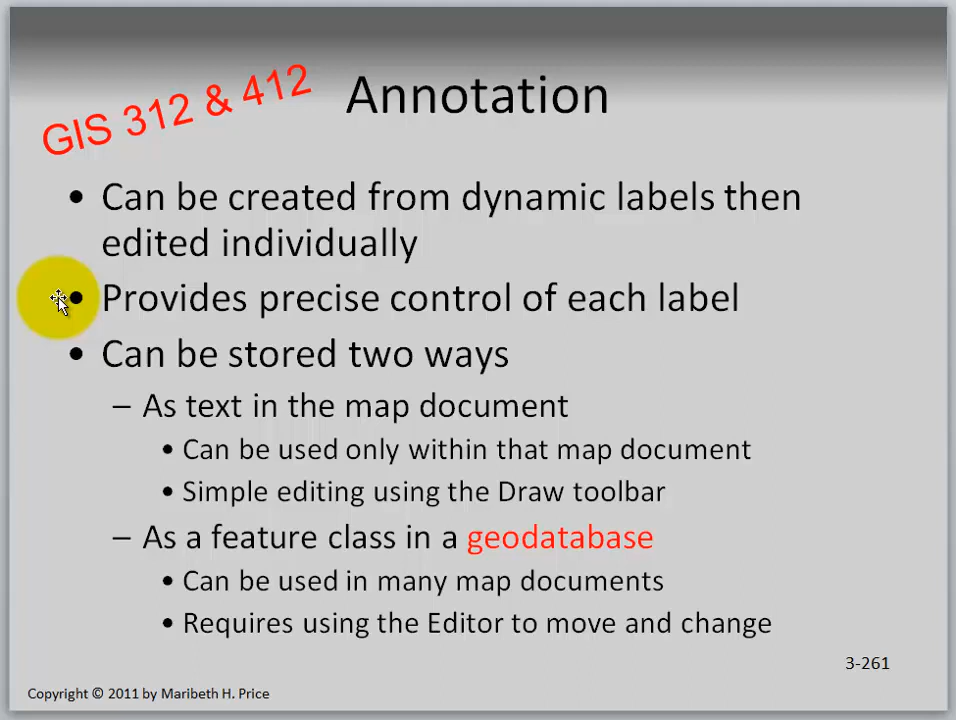 GIS 312 & 412
Annotation
• Can be created from dynamic labels then
edited individually
• Provides precise control of each label
• Can be stored two ways
– As text in the map document
• Can be used only within that map document
• Simple editing using the Draw toolbar
– As a feature class in a geodatabase
• Can be used in many map documents
• Requires using the Editor to move and change
3-261
Copyright © 2011 by Maribeth H. Price